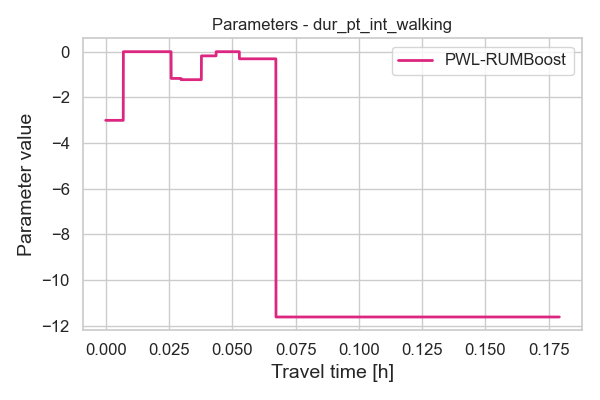 Parameters - dur_pt_int_walking
PWL-RUMBoost
Parameter value
0
−2
−4
−6
−8
−10
−12
0.000 0.025 0.050 0.075 0.100 0.125 0.150 0.175
Travel time [h]